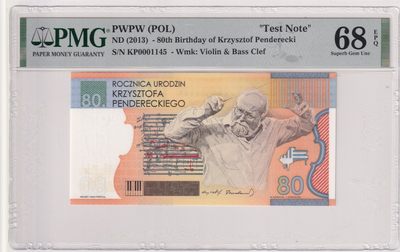 PMG
PAPER MONEY GUARANTY
PWPW (POL) "Test Note"
ND (2013) - 80th Birthday of Krzysztof Penderecki
S/N KP0001145 - Wmk: Violin & Bass Clef
68 EPQ
Superb Gem Unc
80.
ROCZNICA URODZIN
KRZYSZTOFA
PENDERECKIEGO
80